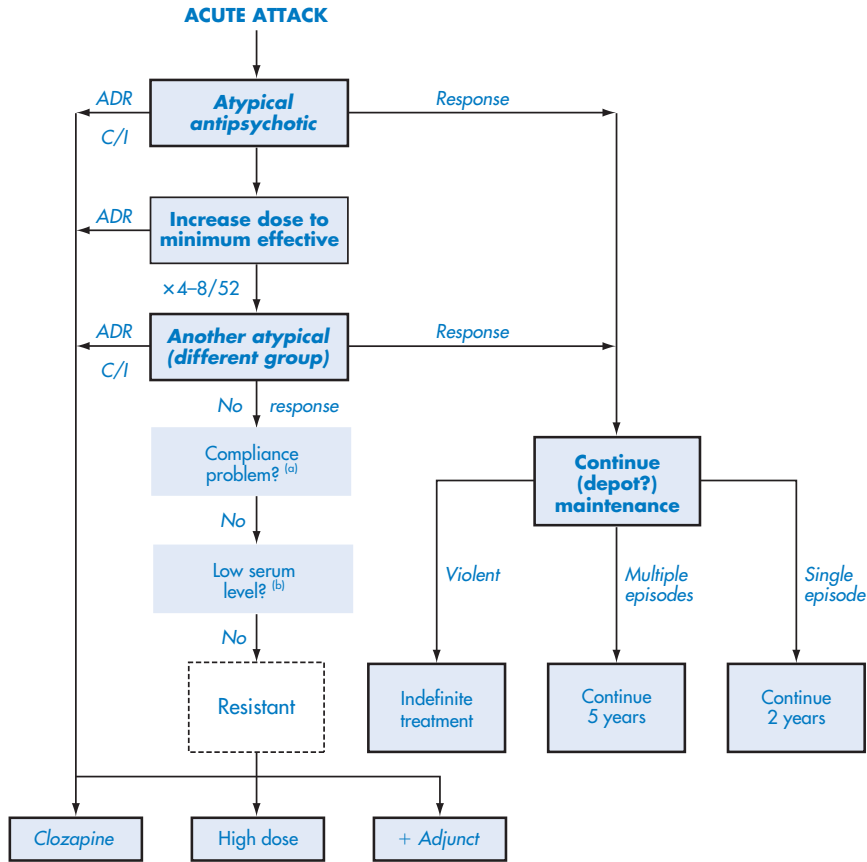 ACUTE ATTACK
ADR
C/I
Atypical
antipsychotic
Response
ADR
Increase dose to
minimum effective
×4–8/52
ADR
C/I
Another atypical
(different group)
Response
No response
Compliance
problem? (a)
No
Low serum
level? (b)
No
Resistant
Continue
(depot?)
maintenance
Violent
Multiple
episodes
Single
episode
Indefinite
treatment
Continue
5 years
Continue
2 years
Clozapine
High dose
+ Adjunct